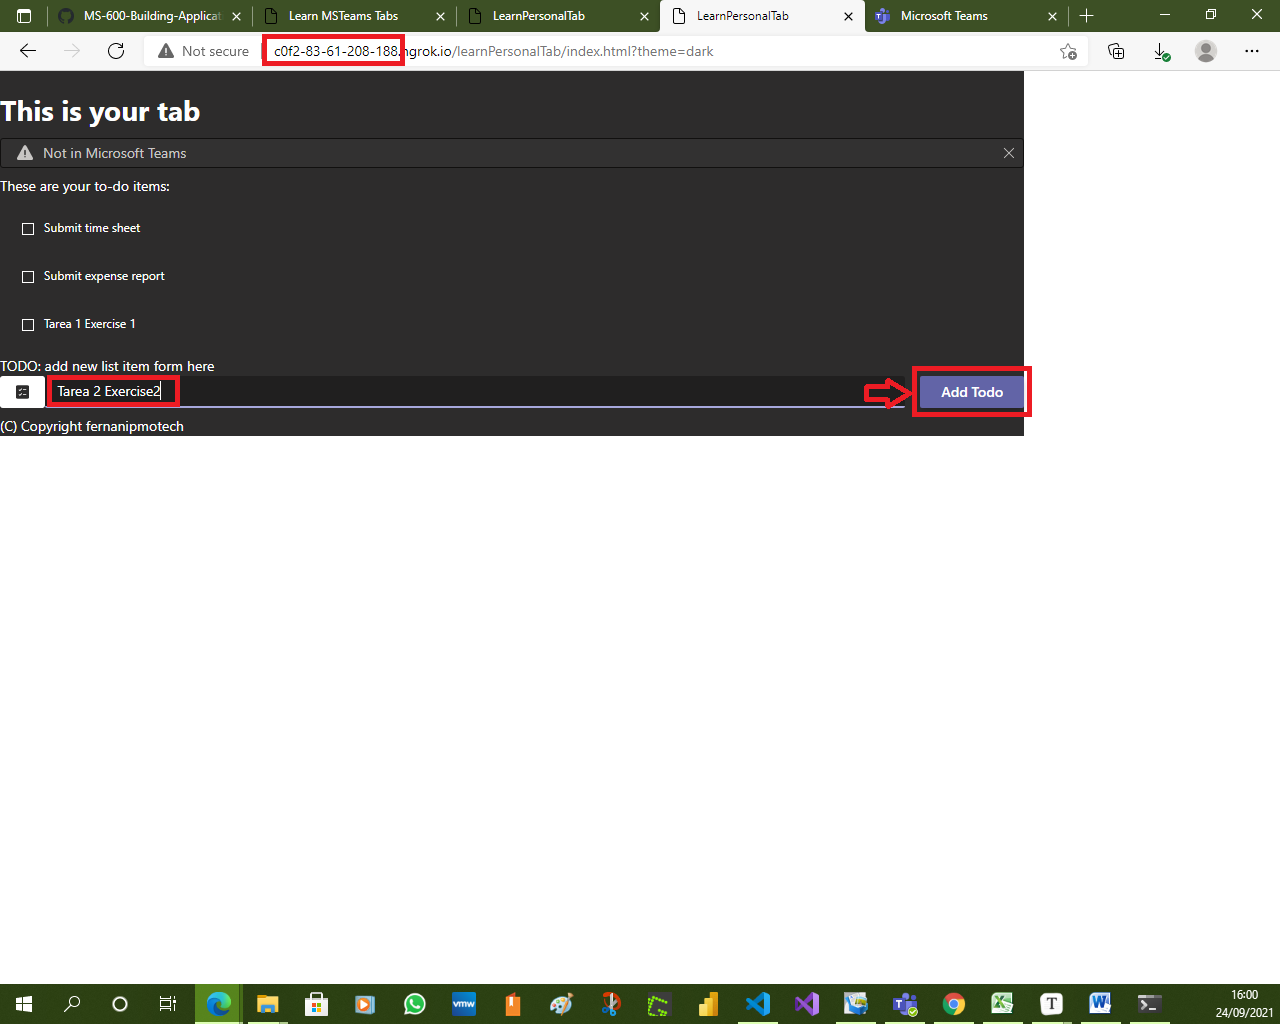 MS-600-Building-Applicat
Learn MSTeams Tabs
LearnPersonalTab
LearnPersonalTab
Microsoft Teams
Not secure
c0f2-83-61-208-188.ngrok.io/learnPersonalTab/index.html?theme=dark
This is your tab
Not in Microsoft Teams
These are your to-do items:
Submit time sheet
Submit expense report
Tarea 1 Exercise 1
TODO: add new list item form here
Tarea 2 Exercise2
Add Todo
(C) Copyright fernanipmotech
vmw
T
16:00
24/09/2021